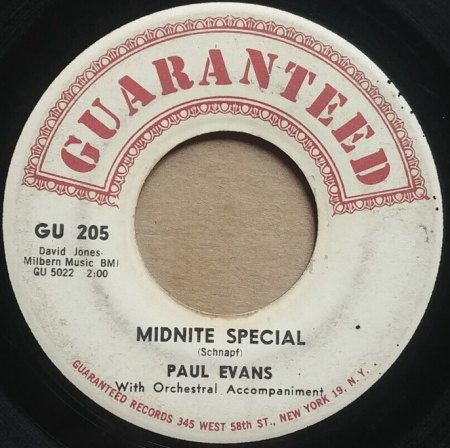 GUARANTEED
GU 205
David Jones-
Milbern Music BMI
GU 5022 2:00
MIDNITE SPECIAL
(Schnapf)
PAUL EVANS
With Orchestral Accompaniment
GUARANTEED RECORDS 345 WEST 58th ST., NEW YORK 19, N. Y.